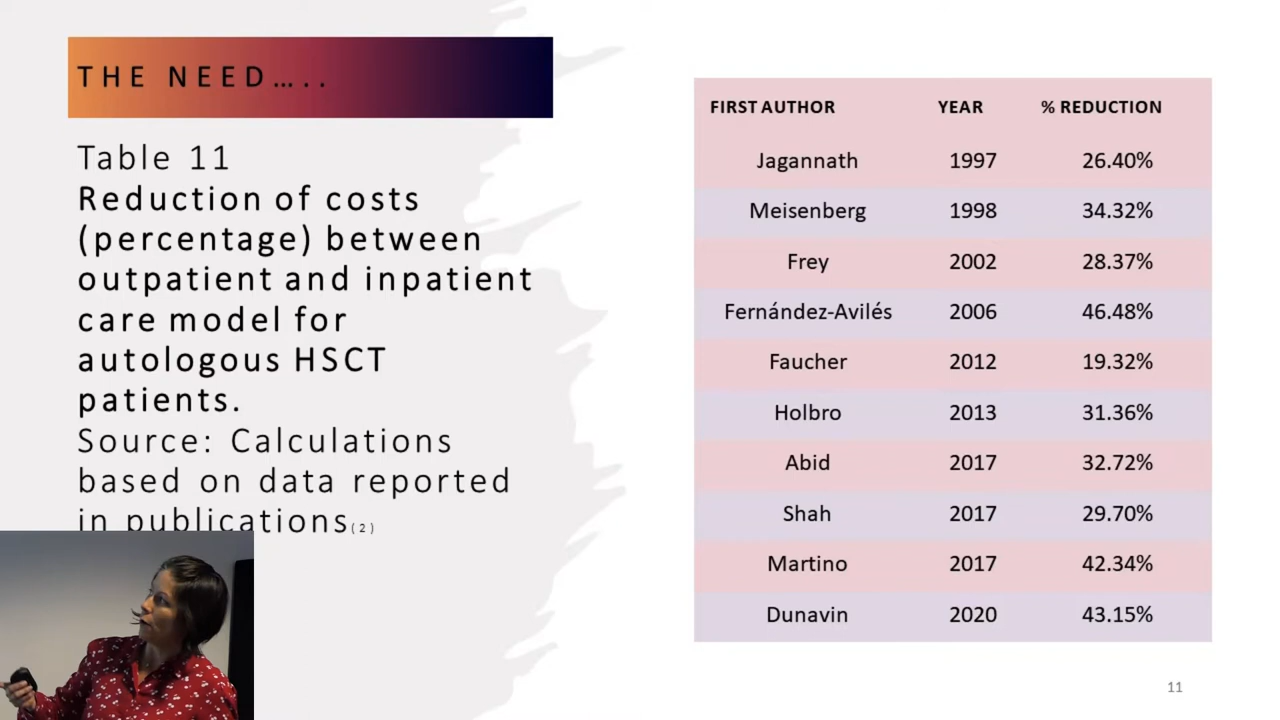 THE NEED…..
Table 11
Reduction of costs
(percentage) between
outpatient and inpatient
care model for
autologous HSCT
patients.
Source: Calculations
based on data reported
in publications(2)
FIRST AUTHOR YEAR % REDUCTION
Jagannath 1997 26.40%
Meisenberg 1998 34.32%
Frey 2002 28.37%
Fernández-Avilés 2006 46.48%
Faucher 2012 19.32%
Holbro 2013 31.36%
Abid 2017 32.72%
Shah 2017 29.70%
Martino 2017 42.34%
Dunavin 2020 43.15%
11